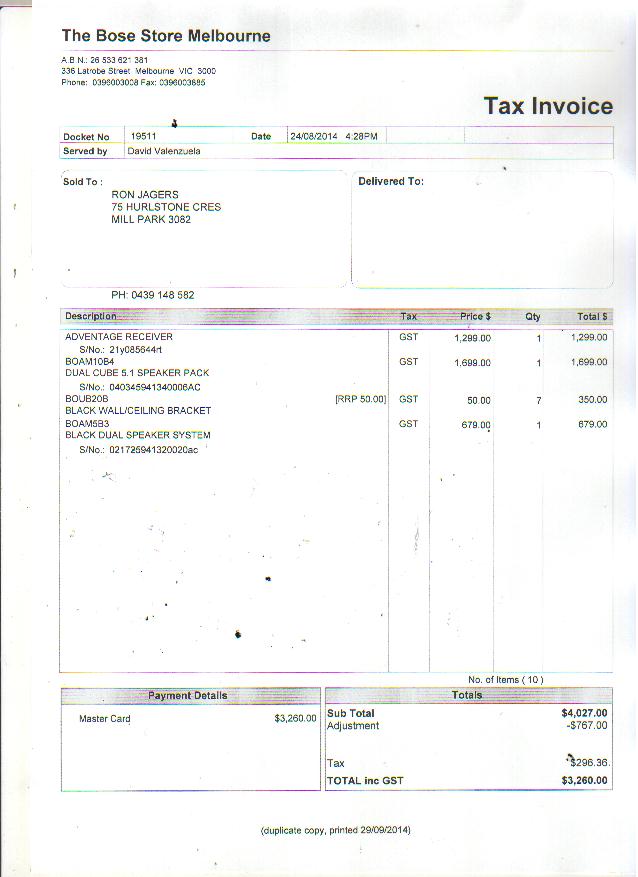 The Bose Store Melbourne
A.B N.: 26 533 621 381
336 Latrobe Street Melbourne VIC 3000
Phone: 0396003008 Fax: 0396003685
Tax Invoice
Docket No 19511 Date 24/08/2014 4:28PM
Served by David Valenzuela
Sold To : Delivered To:
RON JAGERS
75 HURLSTONE CRES
MILL PARK 3082
PH: 0439 148 582
Description Tax Price $ Qty Total $
ADVENTAGE RECEIVER GST 1,299.00 1 1,299.00
S/No.: 21y085644rt
BOAM10B4 GST 1,699.00 1 1,699.00
DUAL CUBE 5.1 SPEAKER PACK
S/No.: 040345941340006AC
BOUB20B [RRP 50.00] GST 50.00 7 350.00
BLACK WALL/CEILING BRACKET
BOAM5B3 GST 679.00 1 679.00
BLACK DUAL SPEAKER SYSTEM
S/No.: 021725941320020ac
No. of Items ( 10 )
Payment Details Totals
Master Card $3,260.00
Sub Total $4,027.00
Adjustment -$767.00
Tax $296.36
TOTAL inc GST $3,260.00
(duplicate copy, printed 29/09/2014)